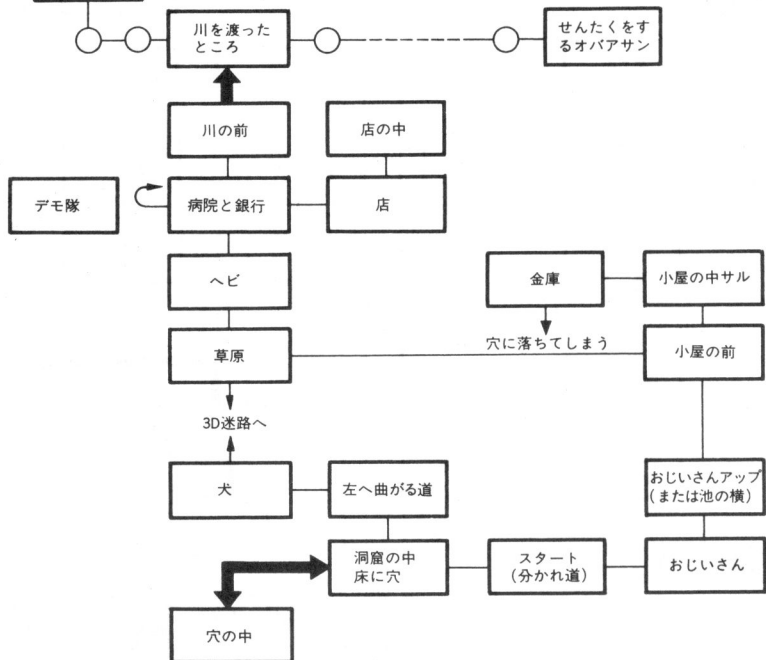 川を渡った
ところ
せんたくをす
るオバアサン
川の前
店の中
デモ隊
病院と銀行
店
ヘビ
金庫
小屋の中サル
穴に落ちてしまう
草原
小屋の前
3D迷路へ
犬
左へ曲がる道
おじいさんアップ
(または池の横)
洞窟の中
床に穴
スタート
(分かれ道)
おじいさん
穴の中